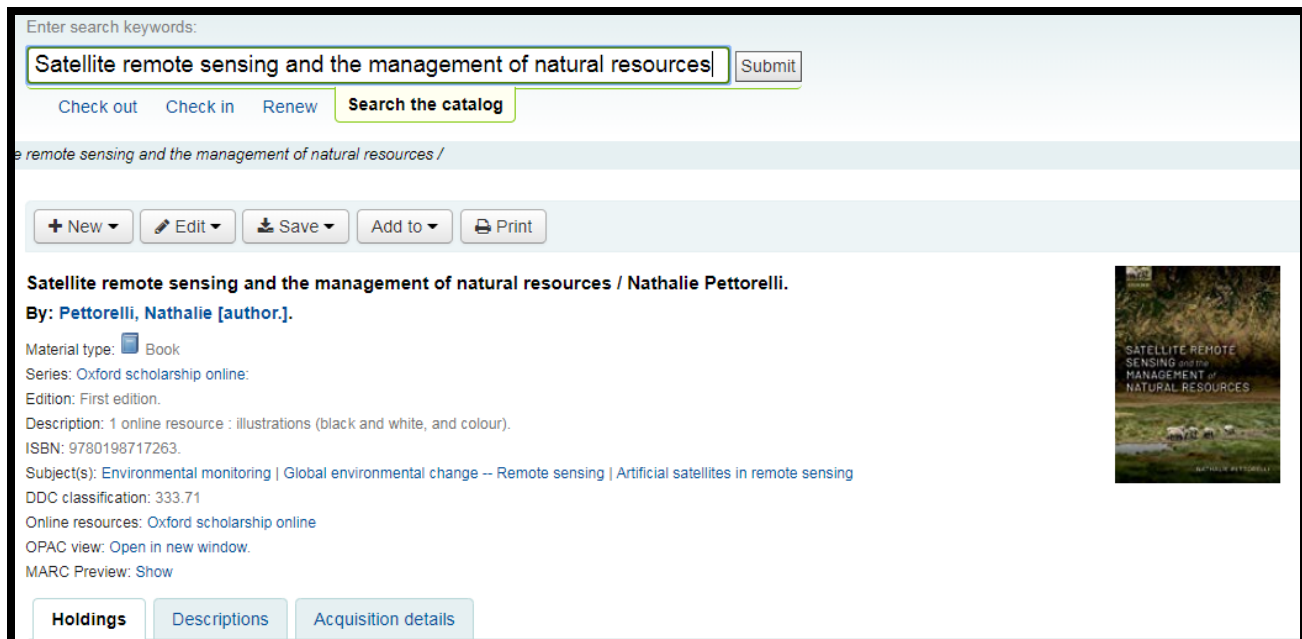 Enter search keywords:
Satellite remote sensing and the management of natural resources Submit
Check out Check in Renew Search the catalog
e remote sensing and the management of natural resources /
New Edit Save Add to Print
Satellite remote sensing and the management of natural resources / Nathalie Pettorelli.
By: Pettorelli, Nathalie [author.].
Material type: Book
Series: Oxford scholarship online:
Edition: First edition.
Description: 1 online resource : illustrations (black and white, and colour).
ISBN: 9780198717263.
Subject(s): Environmental monitoring | Global environmental change -- Remote sensing | Artificial satellites in remote sensing
DDC classification: 333.71
Online resources: Oxford scholarship online
OPAC view: Open in new window.
MARC Preview: Show
SATELLITE REMOTE
SENSING and the
MANAGEMENT of
NATURAL RESOURCES
NATHALIE PETTORELLI
Holdings Descriptions Acquisition details